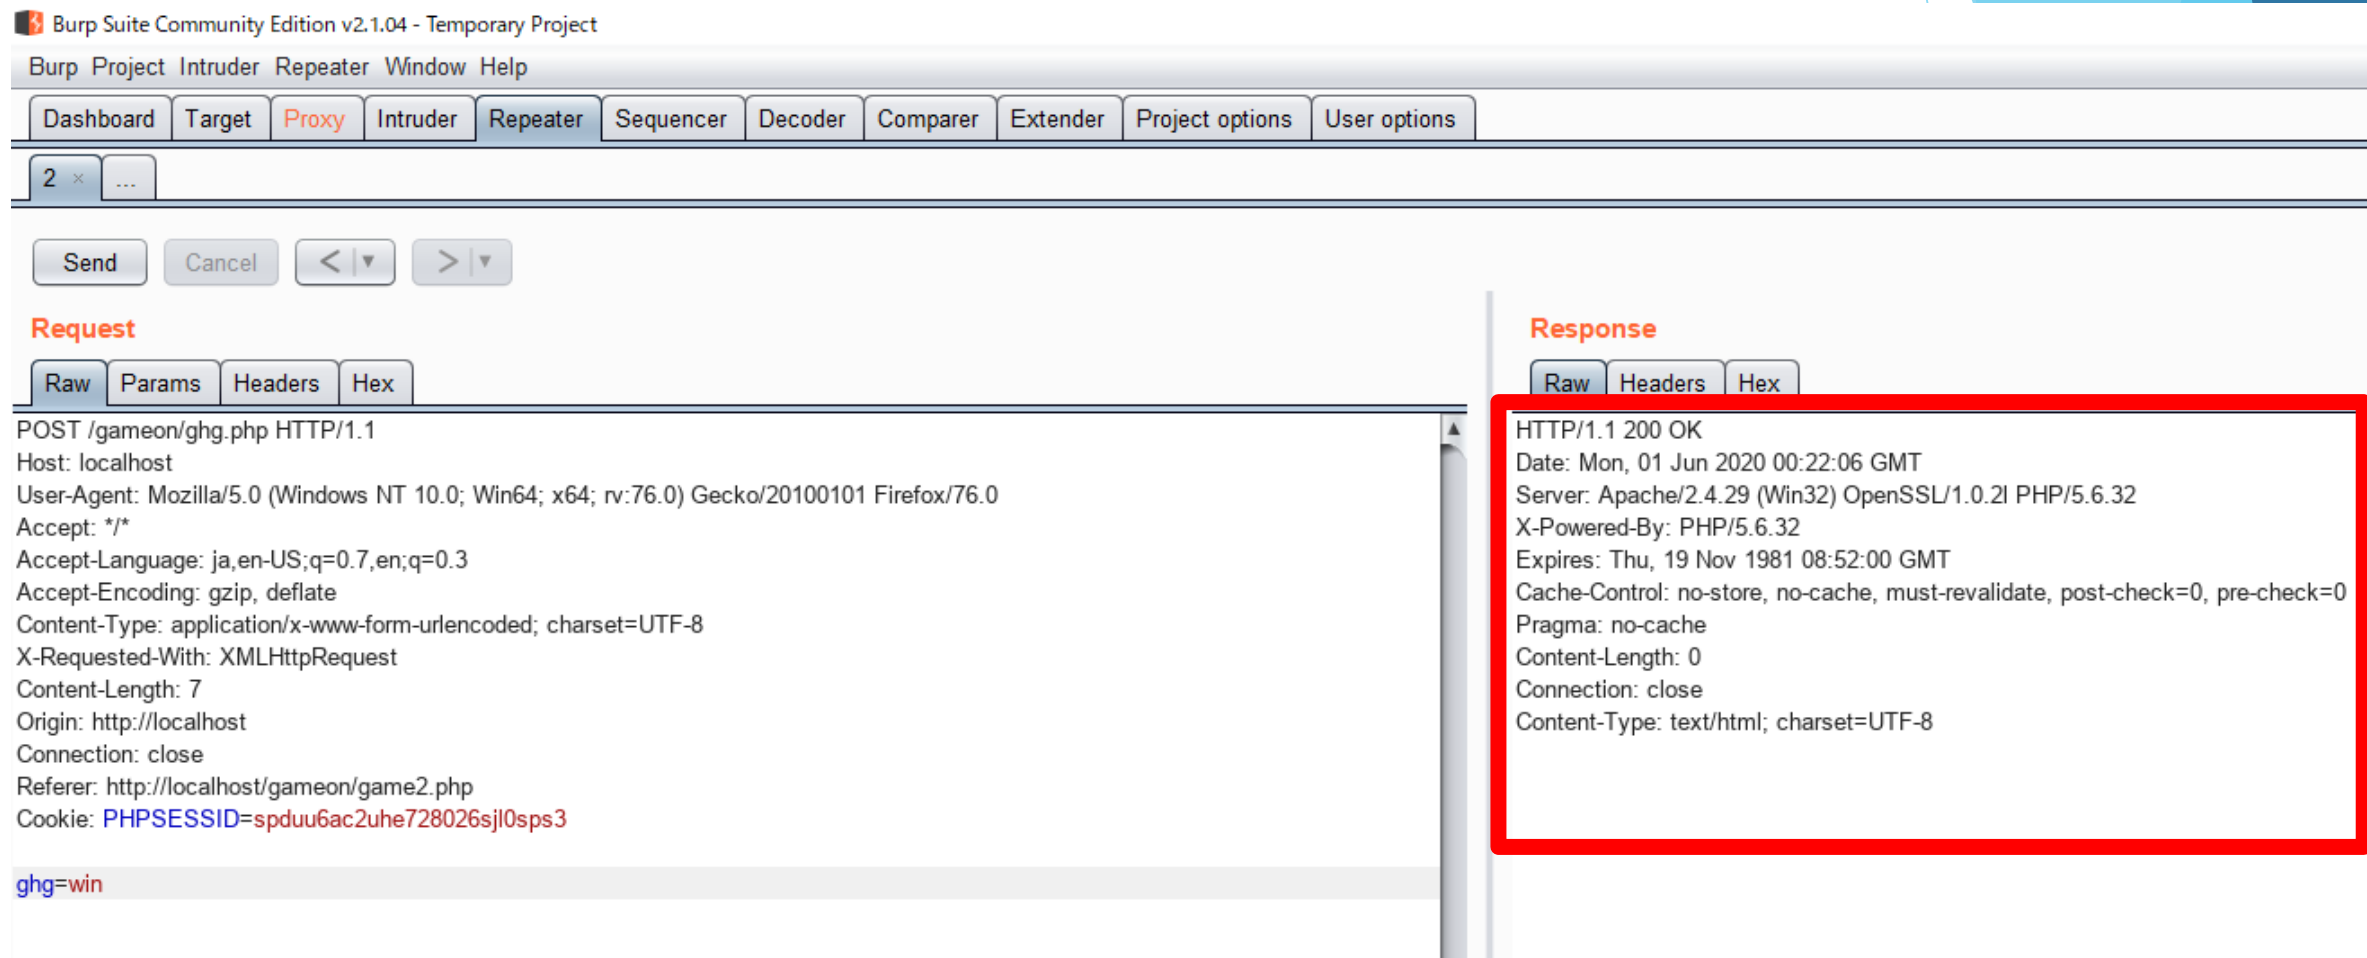 Burp Suite Community Edition v2.1.04 - Temporary Project
Burp Project Intruder Repeater Window Help
Dashboard Target Proxy Intruder Repeater Sequencer Decoder Comparer Extender Project options User options
2 × ...
Send Cancel < > 
Request
Raw Params Headers Hex
POST /gameon/ghg.php HTTP/1.1
Host: localhost
User-Agent: Mozilla/5.0 (Windows NT 10.0; Win64; x64; rv:76.0) Gecko/20100101 Firefox/76.0
Accept: */*
Accept-Language: ja,en-US;q=0.7,en;q=0.3
Accept-Encoding: gzip, deflate
Content-Type: application/x-www-form-urlencoded; charset=UTF-8
X-Requested-With: XMLHttpRequest
Content-Length: 7
Origin: http://localhost
Connection: close
Referer: http://localhost/gameon/game2.php
Cookie: PHPSESSID=spduu6ac2uhe728026sjl0sps3
ghg=win
Response
Raw Headers Hex
HTTP/1.1 200 OK
Date: Mon, 01 Jun 2020 00:22:06 GMT
Server: Apache/2.4.29 (Win32) OpenSSL/1.0.2l PHP/5.6.32
X-Powered-By: PHP/5.6.32
Expires: Thu, 19 Nov 1981 08:52:00 GMT
Cache-Control: no-store, no-cache, must-revalidate, post-check=0, pre-check=0
Pragma: no-cache
Content-Length: 0
Connection: close
Content-Type: text/html; charset=UTF-8